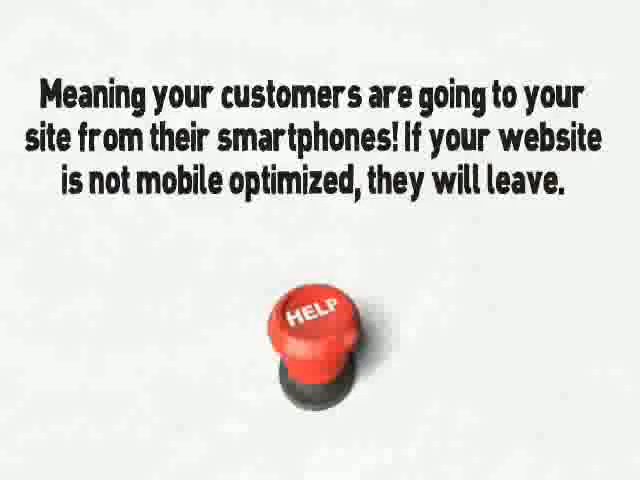 Meaning your customers are going to your
site from their smartphones! If your website
is not mobile optimized, they will leave.
HELP